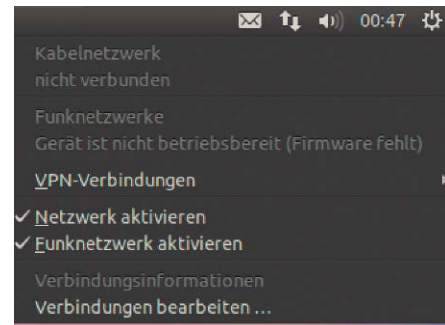 00:47
Kabelnetzwerk
nicht verbunden
Funknetzwerke
Gerät ist nicht betriebsbereit (Firmware fehlt)
VPN-Verbindungen
Netzwerk aktivieren
Funknetzwerk aktivieren
Verbindungsinformationen
Verbindungen bearbeiten ...